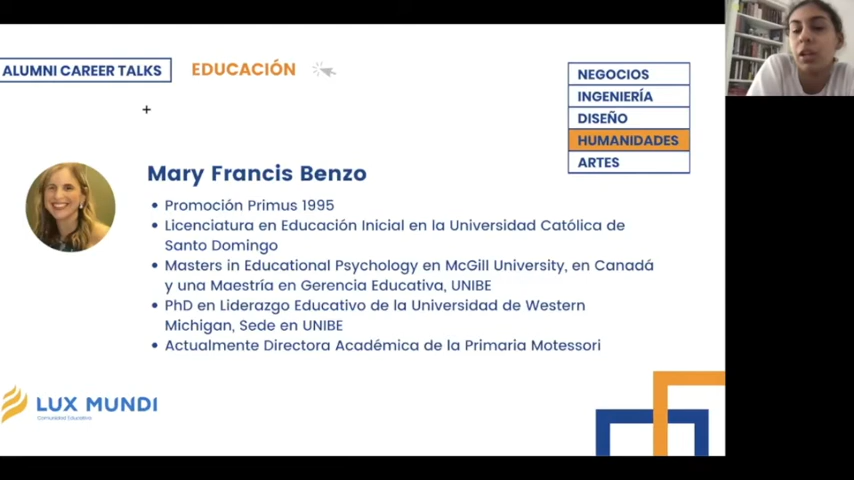 ALUMNI CAREER TALKS
EDUCACIÓN
NEGOCIOS
INGENIERÍA
DISEÑO
HUMANIDADES
ARTES
Mary Francis Benzo
Promoción Primus 1995
Licenciatura en Educación Inicial en la Universidad Católica de
Santo Domingo
Masters in Educational Psychology en McGill University, en Canadá
y una Maestría en Gerencia Educativa, UNIBE
PhD en Liderazgo Educativo de la Universidad de Western
Michigan, Sede en UNIBE
Actualmente Directora Académica de la Primaria Motessori
LUX MUNDI
Comunidad Educativa